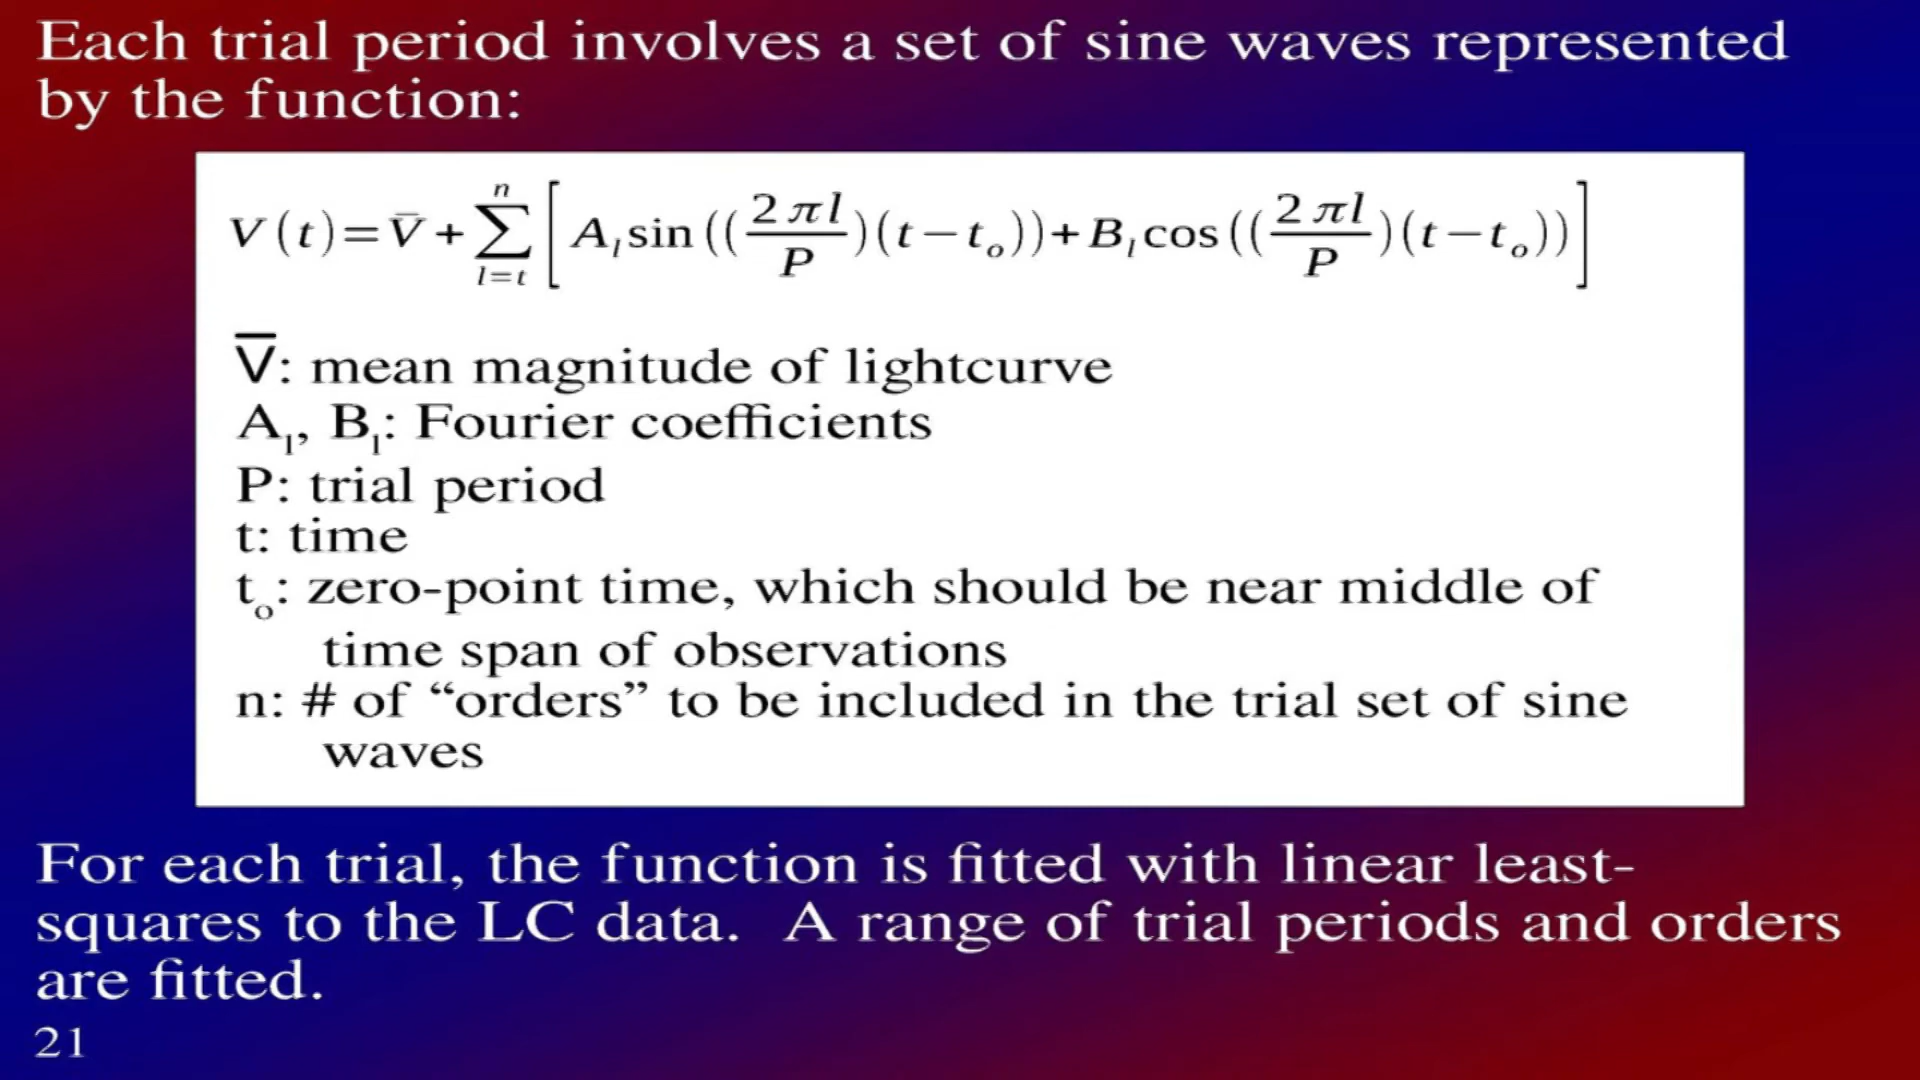 Each trial period involves a set of sine waves represented
by the function:
V(t)=V̄+∑_{l=t}^{n}[A_l sin((2πl/P)(t−t_o))+B_l cos((2πl/P)(t−t_o))]
V̄: mean magnitude of lightcurve
A_l, B_l: Fourier coefficients
P: trial period
t: time
t_o: zero-point time, which should be near middle of
time span of observations
n: # of “orders” to be included in the trial set of sine
waves
For each trial, the function is fitted with linear least-
squares to the LC data.  A range of trial periods and orders
are fitted.
21